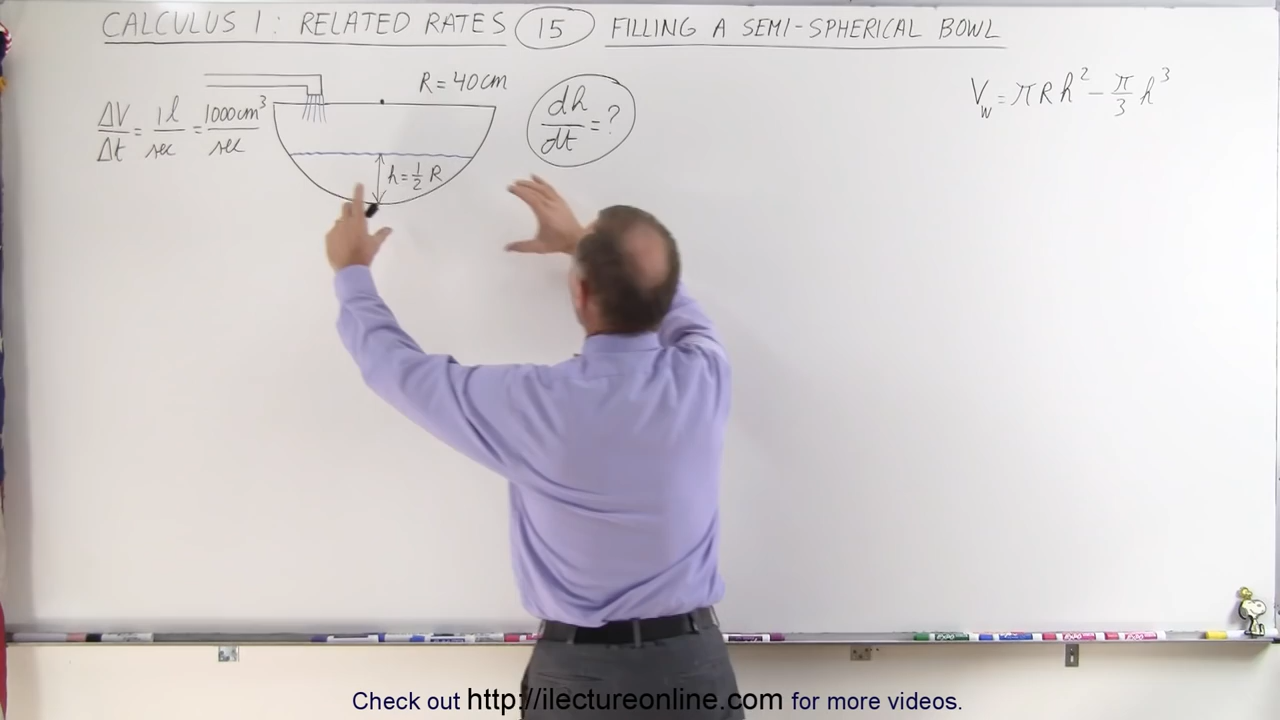 CALCULUS 1: RELATED RATES 15 FILLING A SEMI-SPHERICAL BOWL
R = 40cm
ΔV/Δt = 1l/sec = 1000cm³/sec
h = ½ R
dh/dt = ?
V_w = πRh² − π/3 h³
Check out http://ilectureonline.com for more videos.